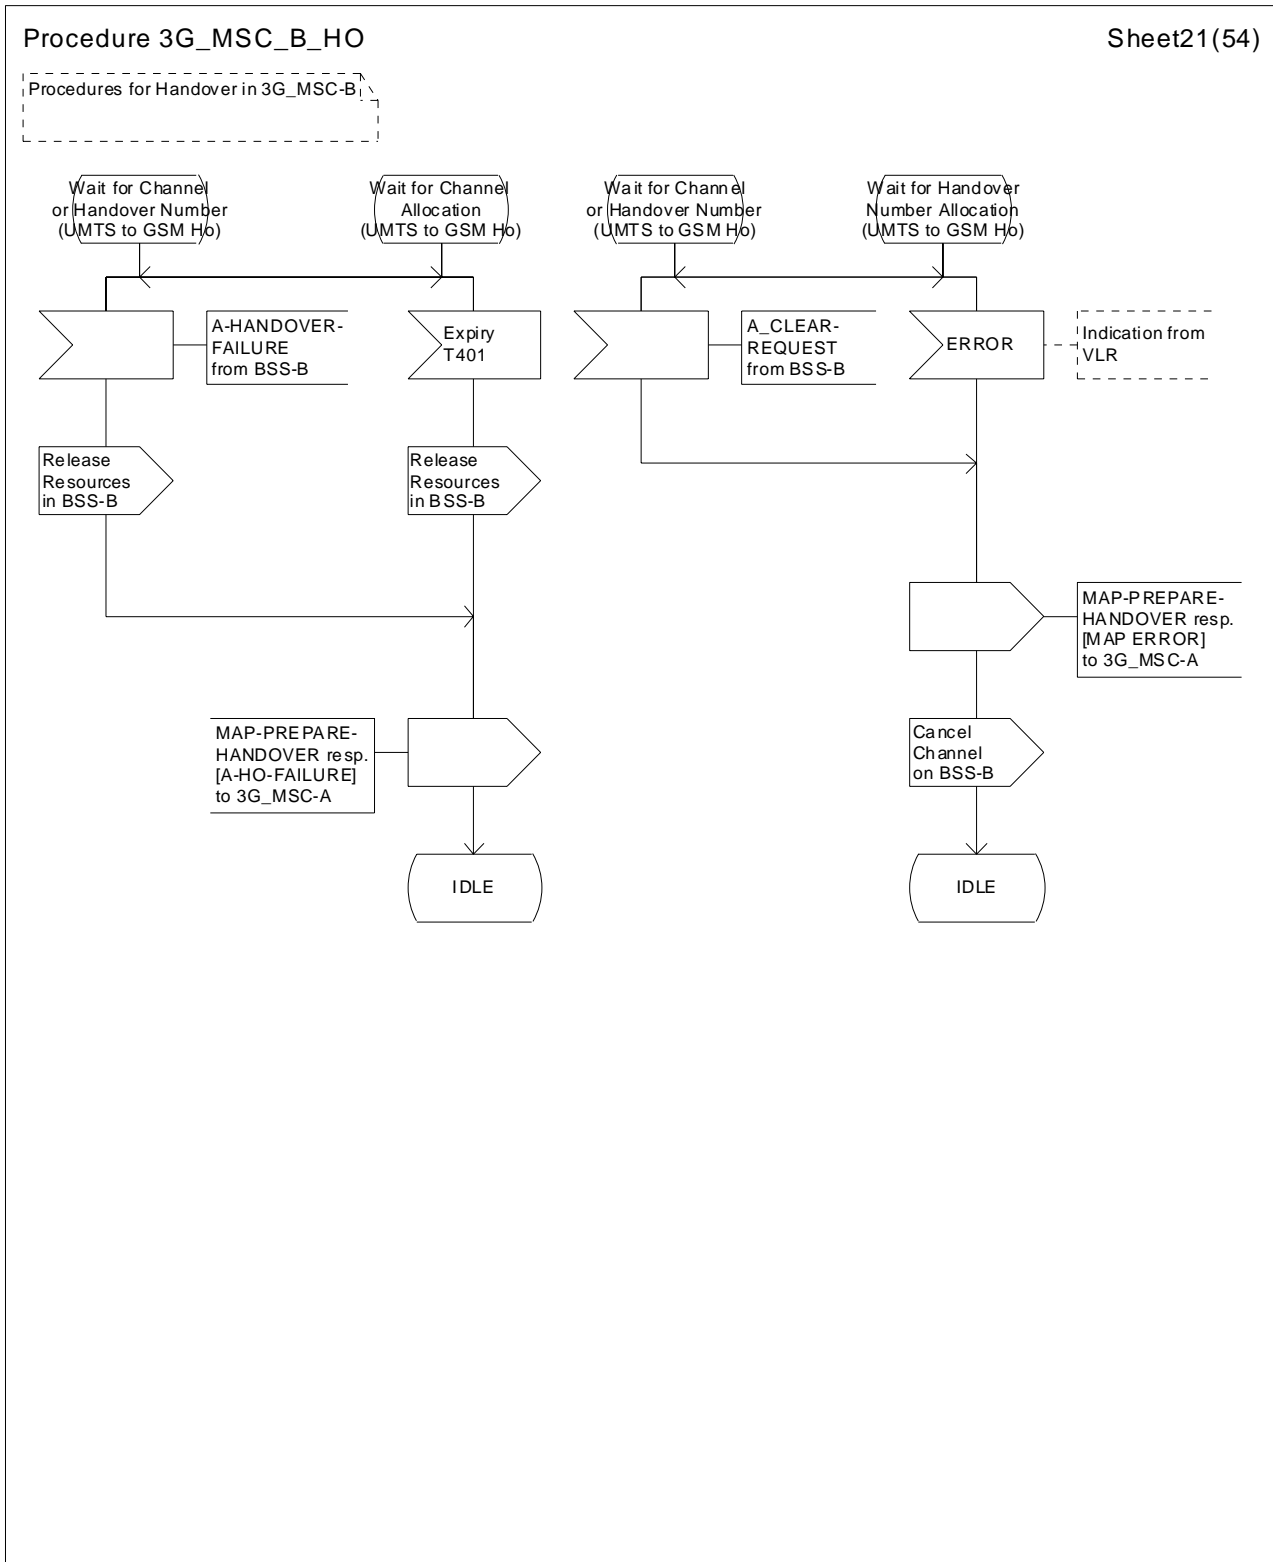 Procedure 3G_MSC_B_HO
Sheet21(54)
Procedures for Handover in 3G_MSC-B
Wait for Channel
or Handover Number
(UMTS to GSM Ho)
Wait for Channel
Allocation
(UMTS to GSM Ho)
Wait for Channel
or Handover Number
(UMTS to GSM Ho)
Wait for Handover
Number Allocation
(UMTS to GSM Ho)
A-HANDOVER-
FAILURE
from BSS-B
Expiry
T401
A_CLEAR-
REQUEST
from BSS-B
ERROR
Indication from
VLR
Release
Resources
in BSS-B
Release
Resources
in BSS-B
MAP-PREPARE-
HANDOVER resp.
[MAP ERROR]
to 3G_MSC-A
MAP-PREPARE-
HANDOVER resp.
[A-HO-FAILURE]
to 3G_MSC-A
Cancel
Channel
on BSS-B
IDLE
IDLE